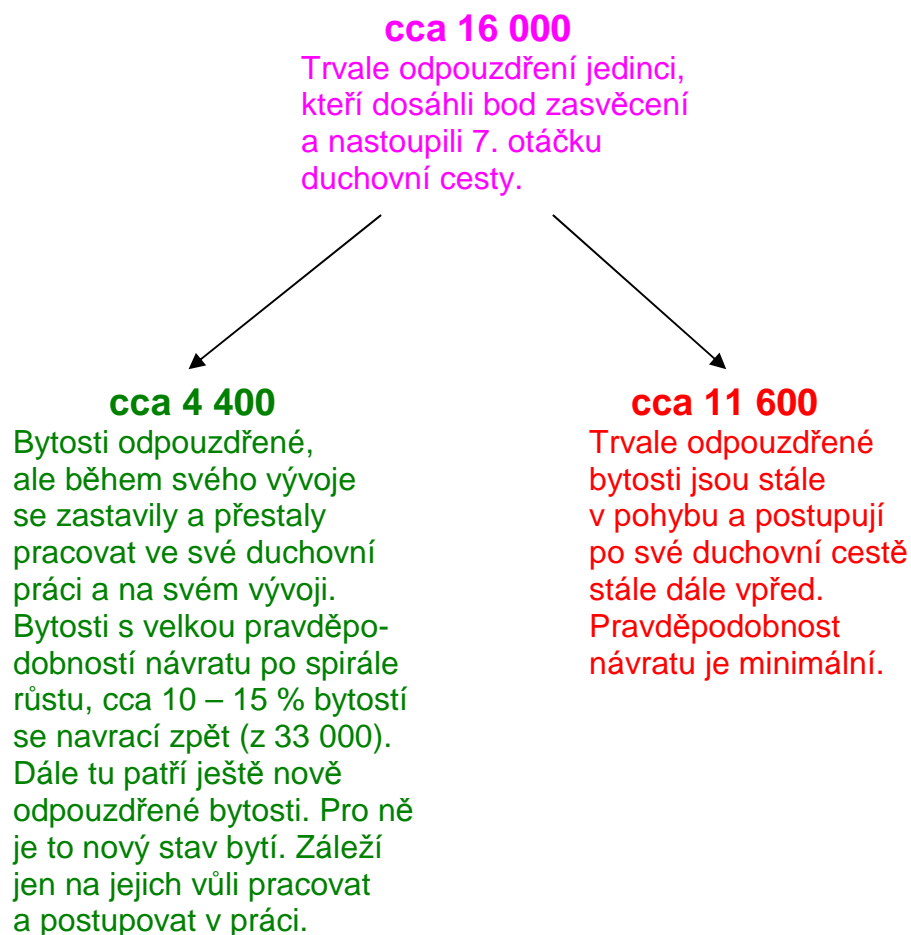 cca 16 000
Trvale odpouzdření jedinci,
kteří dosáhli bod zasvěcení
a nastoupili 7. otáčku
duchovní cesty.
cca 4 400
Bytosti odpouzdřené,
ale během svého vývoje
se zastavily a přestaly
pracovat ve své duchovní
práci a na svém vývoji.
Bytosti s velkou pravděpo-
dobností návratu po spirále
růstu, cca 10 – 15 % bytostí
se navrací zpět (z 33 000).
Dále tu patří ještě nově
odpouzdřené bytosti. Pro ně
je to nový stav bytí. Záleží
jen na jejich vůli pracovat
a postupovat v práci.
cca 11 600
Trvale odpouzdřené
bytosti jsou stále
v pohybu a postupují
po své duchovní cestě
stále dále vpřed.
Pravděpodobnost
návratu je minimální.